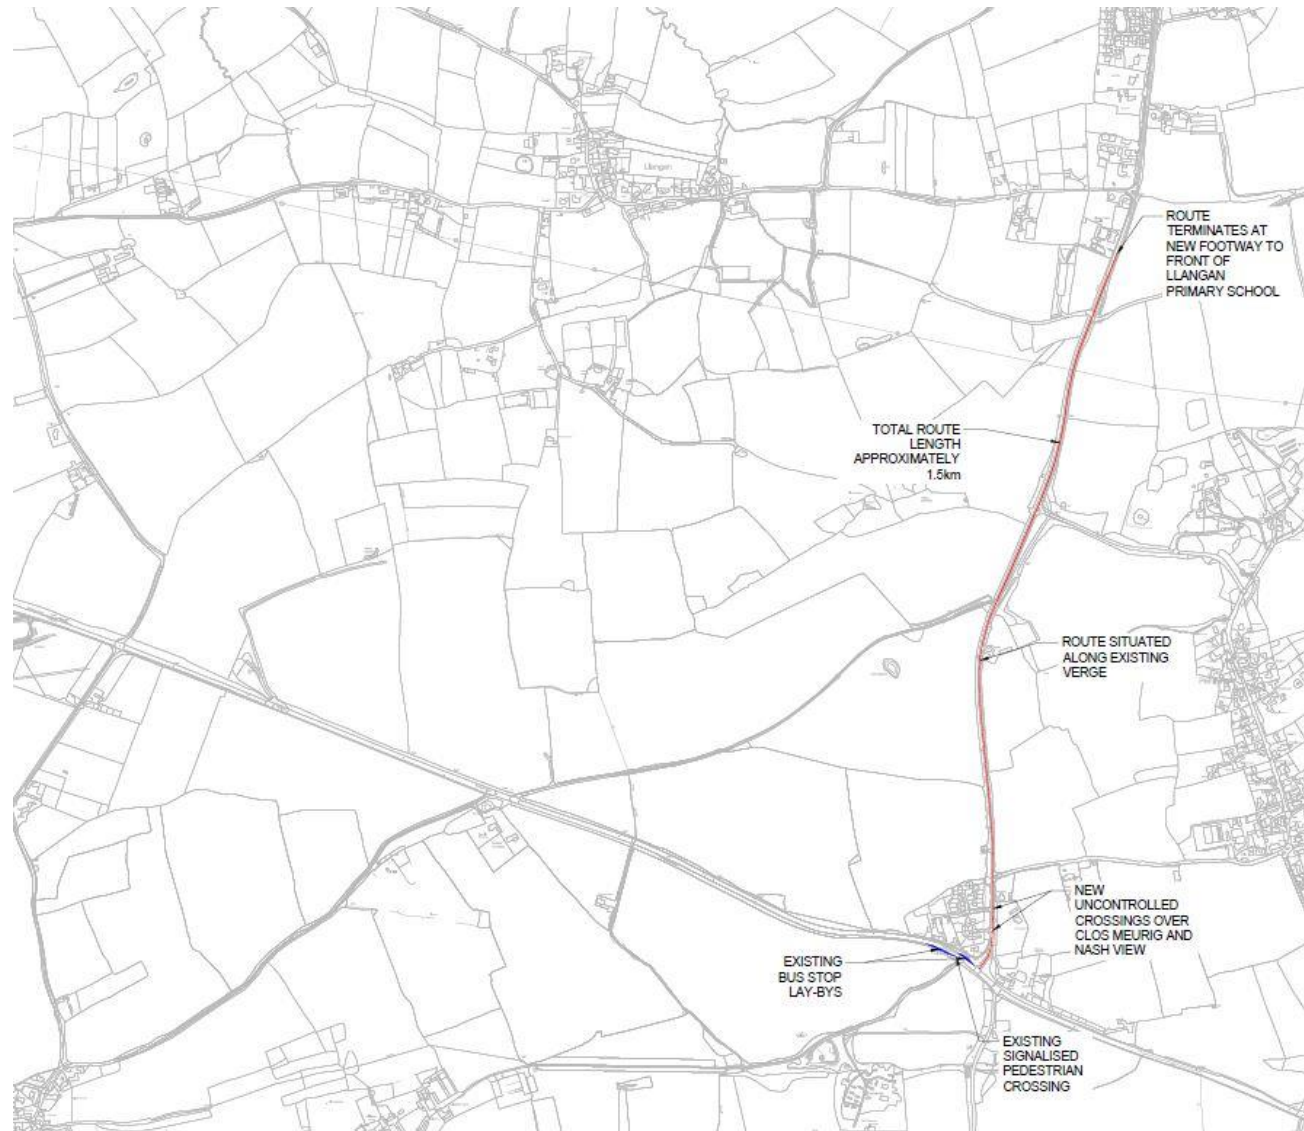 Llangan
ROUTE
TERMINATES AT
NEW FOOTWAY TO
FRONT OF
LLANGAN
PRIMARY SCHOOL
TOTAL ROUTE
LENGTH
APPROXIMATELY
1.5km
ROUTE SITUATED
ALONG EXISTING
VERGE
NEW
UNCONTROLLED
CROSSINGS OVER
CLOS MEURIG AND
NASH VIEW
EXISTING
BUS STOP
LAY-BYS
EXISTING
SIGNALISED
PEDESTRIAN
CROSSING